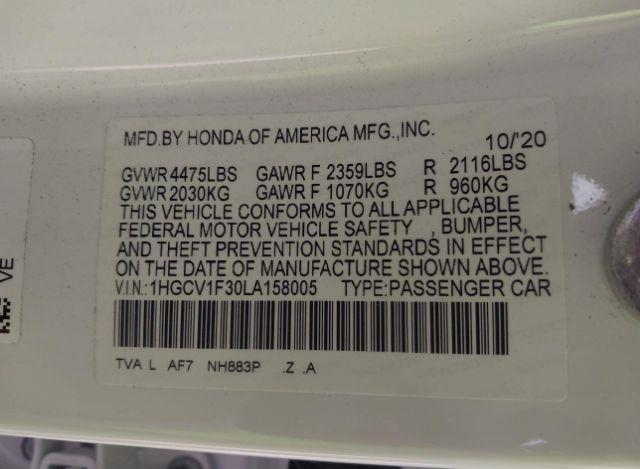 MFD.BY HONDA OF AMERICA MFG.,INC. 10/'20
GVWR 4475LBS GAWR F 2359LBS R 2116LBS
GVWR 2030KG GAWR F 1070KG R 960KG
THIS VEHICLE CONFORMS TO ALL APPLICABLE
FEDERAL MOTOR VEHICLE SAFETY , BUMPER,
AND THEFT PREVENTION STANDARDS IN EFFECT
ON THE DATE OF MANUFACTURE SHOWN ABOVE.
V.I.N.:1HGCV1F30LA158005 TYPE:PASSENGER CAR
TVA L AF7 NH883P .Z .A
VE